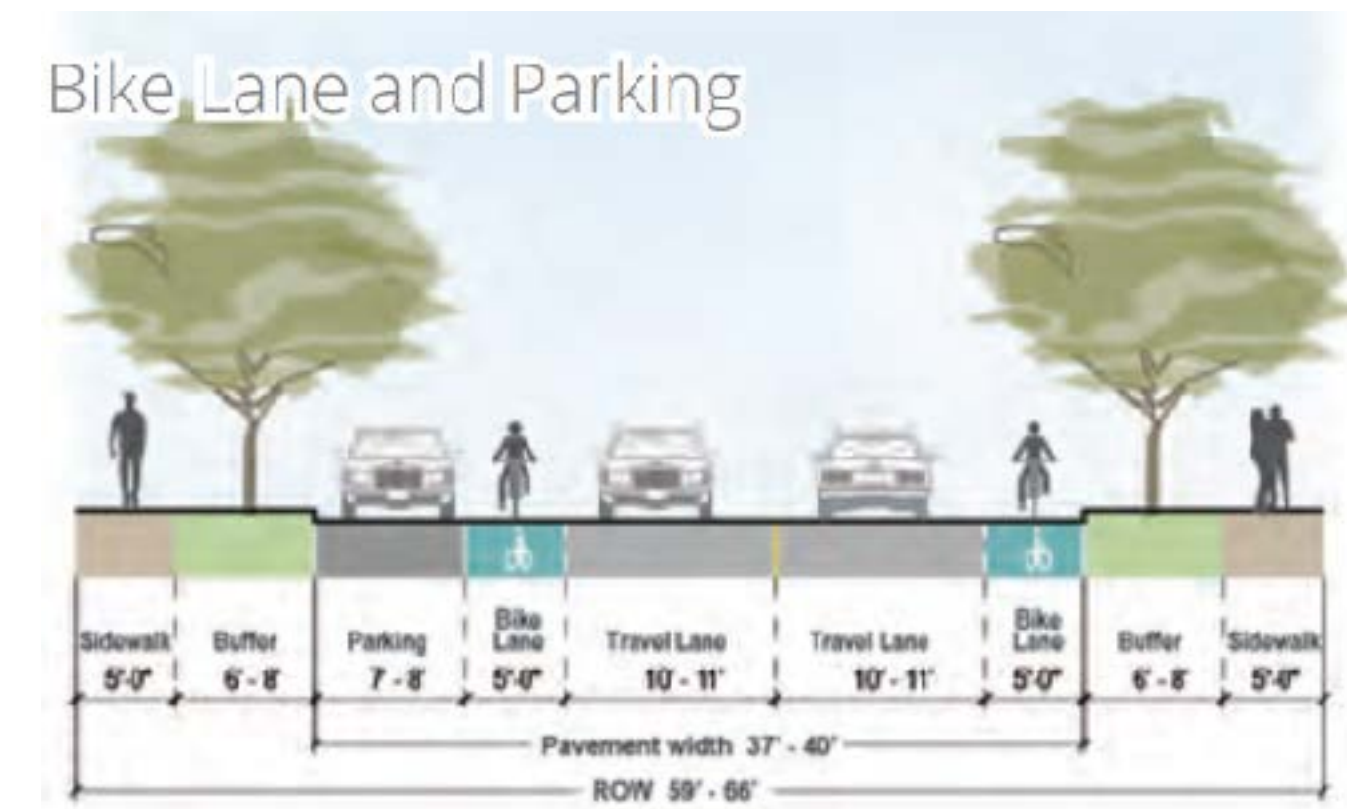 Bike Lane and Parking
Sidewalk
5'-0"
Buffer
6' - 8'
Parking
7' - 8'
Bike
Lane
5'-0"
Travel Lane
10' - 11'
Travel Lane
10' - 11'
Bike
Lane
5'-0"
Buffer
6' - 8'
Sidewalk
5'-0"
Pavement width 37' - 40'
ROW 59' - 66'